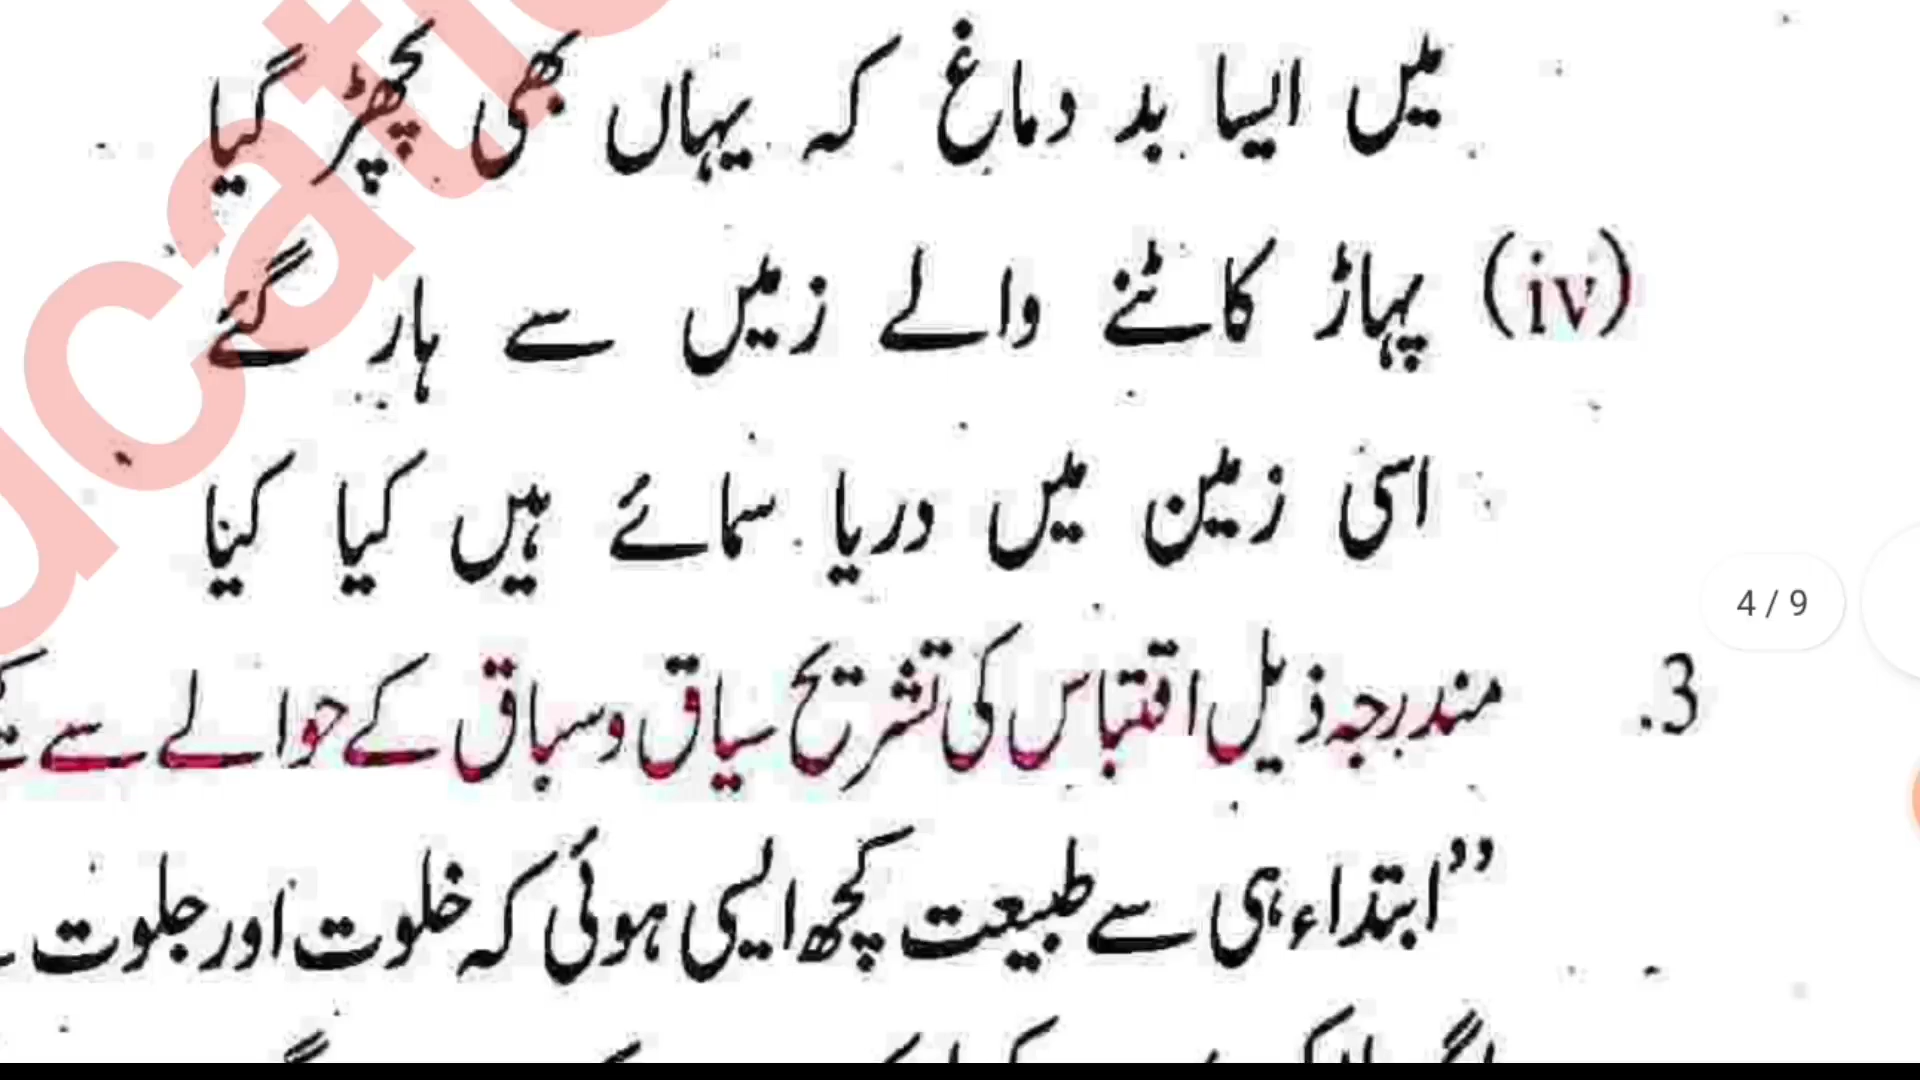 میں ایسا بد دماغ کہ یہاں بھی پچھڑ گیا
(iv) پہاڑ کاٹنے والے زمیں سے ہار گئے
اسی زمین میں دریا سمائے ہیں کیا کیا
4 / 9
3. مندرجہ ذیل اقتباس کی تشریح سیاق و سباق کے حوالے سے
”ابتداء ہی سے طبیعت کچھ ایسی ہوئی کہ خلوت اور جلوت